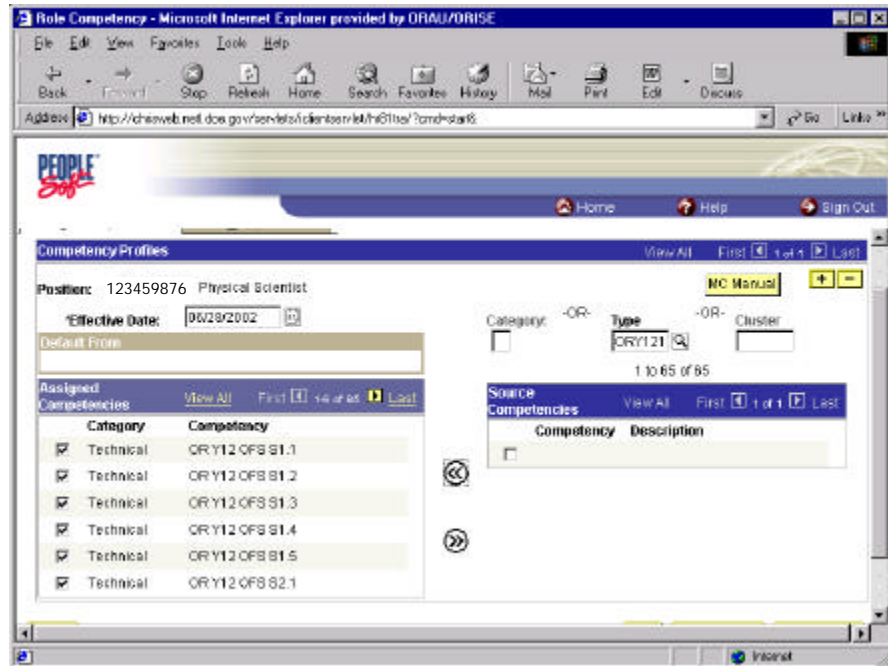 Role Competency - Microsoft Internet Explorer provided by ORAU/ORISE
File Edit View Favorites Tools Help
Back Forward Stop Refresh Home Search Favorites History Mail Print Edit Discuss
Address Go Links »
PEOPLE Soft
Home Help Sign Out
Competency Profiles View All First 1 of 1 Last
Position: 123459876 Physical Scientist MC Manual + -
*Effective Date: 06/28/2002 Category: -OR- Type -OR- Cluster
ORY121
Default From
1 to 65 of 65
Assigned Competencies View All First Last
Source Competencies View All First 1 of 1 Last
Category Competency
Competency Description
Technical ORY12 OFS S1.1
Technical ORY12 OFS S1.2
Technical ORY12 OFS S1.3
Technical ORY12 OFS S1.4
Technical ORY12 OFS S1.5
Technical ORY12 OFS S2.1
Internet